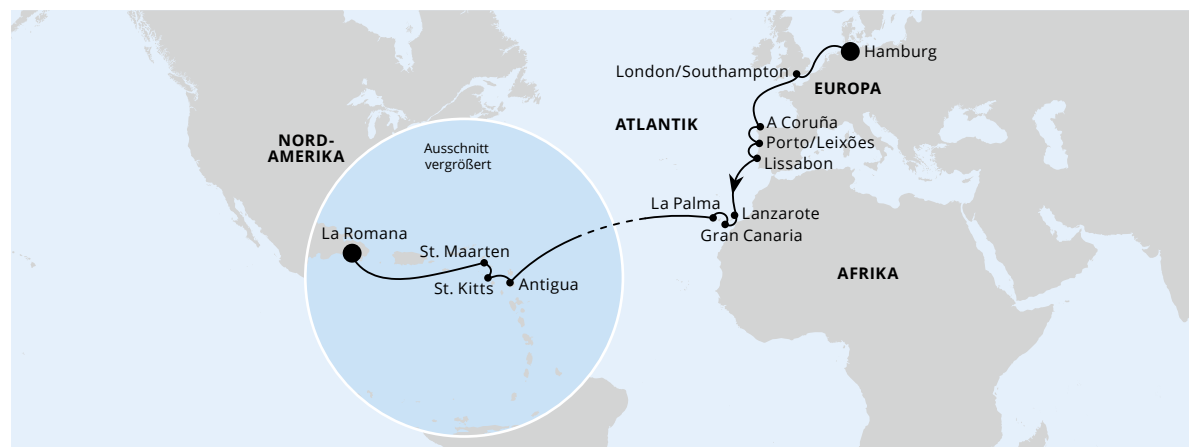 Hamburg
London/Southampton
EUROPA
A Coruña
ATLANTIK
NORD-
AMERIKA
Porto/Leixões
Ausschnitt
vergrößert
Lissabon
La Palma
Lanzarote
La Romana
Gran Canaria
St. Maarten
AFRIKA
St. Kitts
Antigua